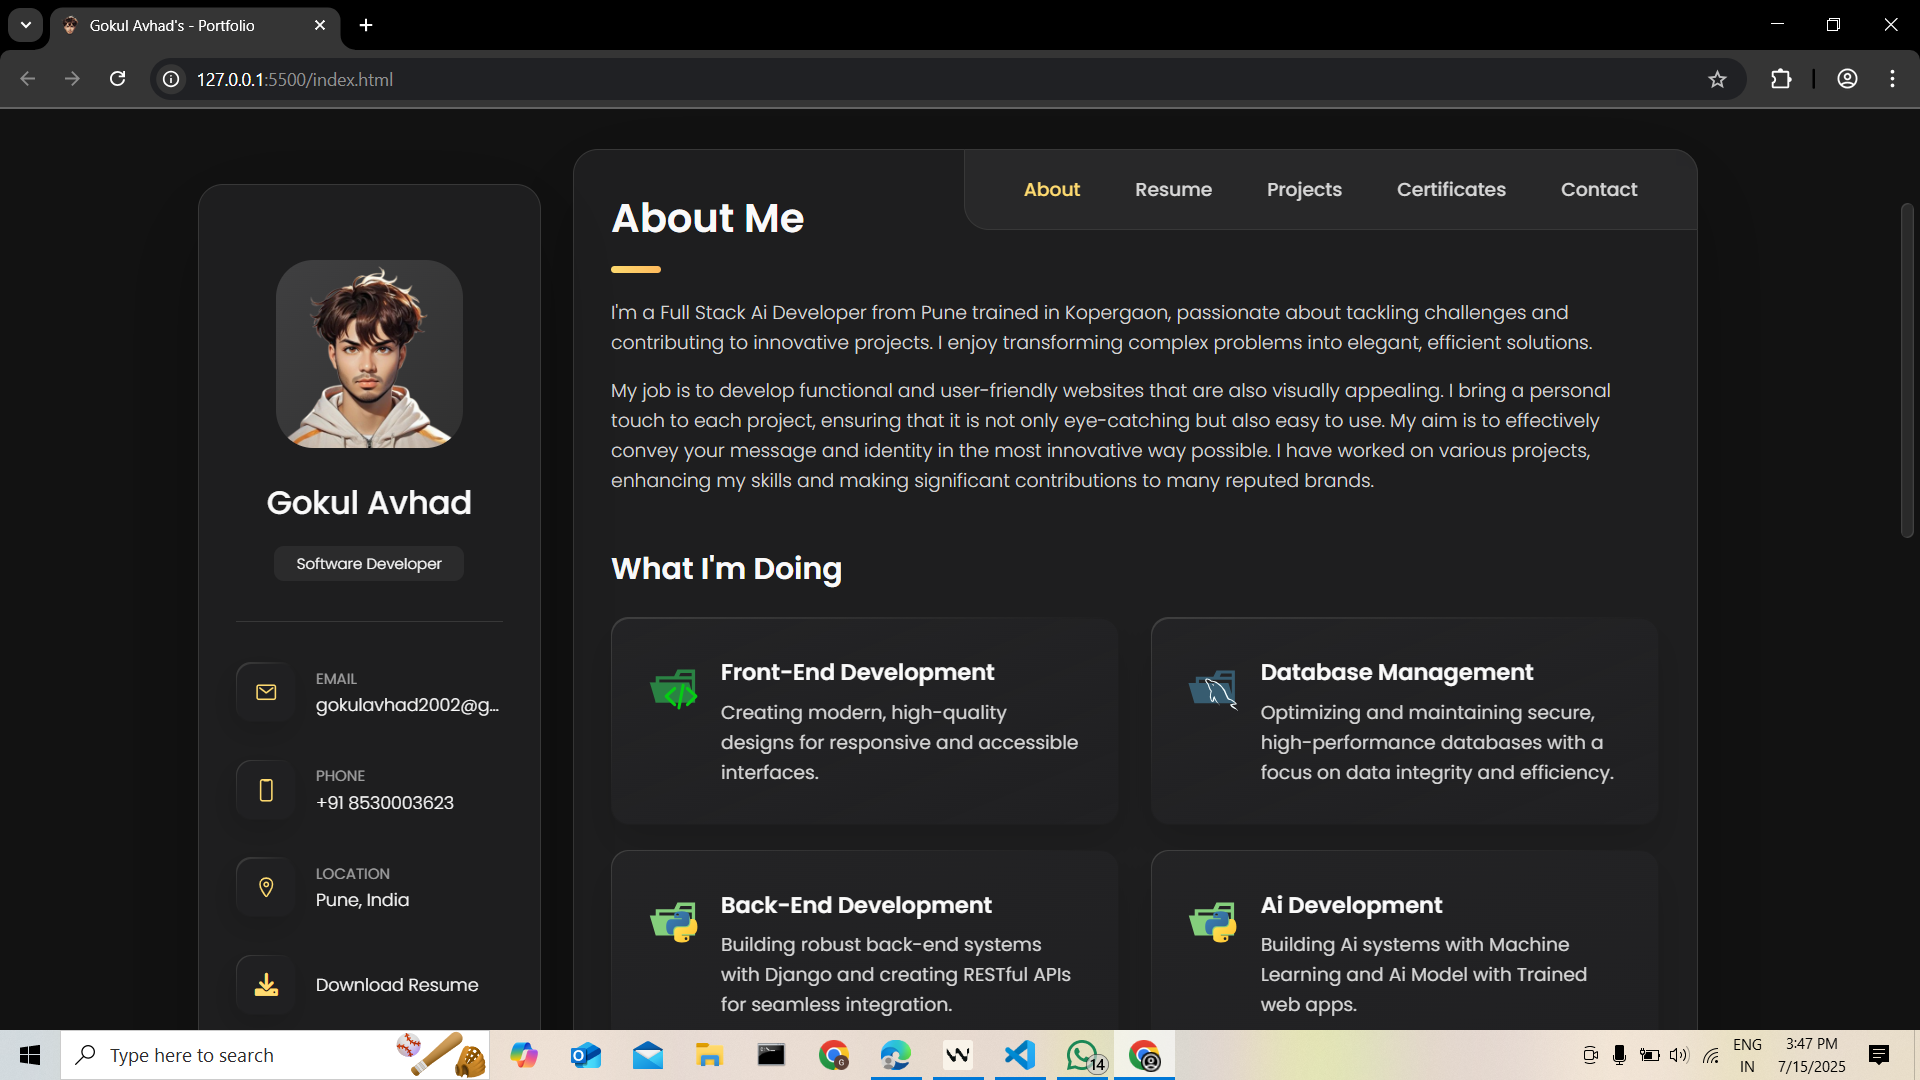 Gokul Avhad's - Portfolio
127.0.0.1:5500/index.html
Gokul Avhad
Software Developer
EMAIL
gokulavhad2002@g...
PHONE
+91 8530003623
LOCATION
Pune, India
Download Resume
About Resume Projects Certificates Contact
About Me
I'm a Full Stack Ai Developer from Pune trained in Kopergaon, passionate about tackling challenges and
contributing to innovative projects. I enjoy transforming complex problems into elegant, efficient solutions.
My job is to develop functional and user-friendly websites that are also visually appealing. I bring a personal
touch to each project, ensuring that it is not only eye-catching but also easy to use. My aim is to effectively
convey your message and identity in the most innovative way possible. I have worked on various projects,
enhancing my skills and making significant contributions to many reputed brands.
What I'm Doing
Front-End Development
Creating modern, high-quality
designs for responsive and accessible
interfaces.
Database Management
Optimizing and maintaining secure,
high-performance databases with a
focus on data integrity and efficiency.
Back-End Development
Building robust back-end systems
with Django and creating RESTful APIs
for seamless integration.
Ai Development
Building Ai systems with Machine
Learning and Ai Model with Trained
web apps.
Type here to search
14
ENG
IN
3:47 PM
7/15/2025